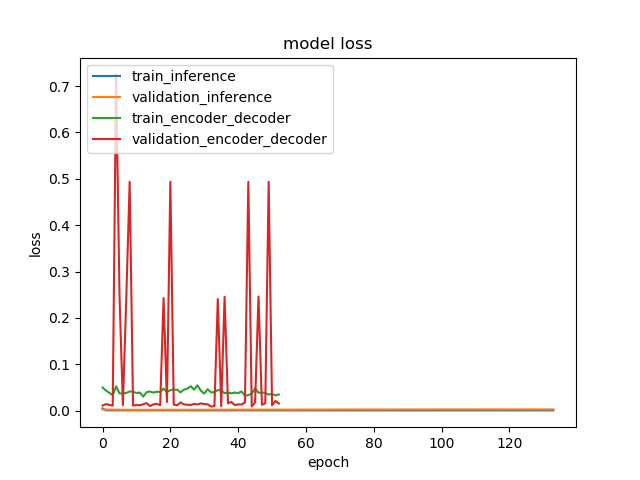 model loss
train_inference
validation_inference
train_encoder_decoder
validation_encoder_decoder
loss
0.7
0.6
0.5
0.4
0.3
0.2
0.1
0.0
0 20 40 60 80 100 120
epoch